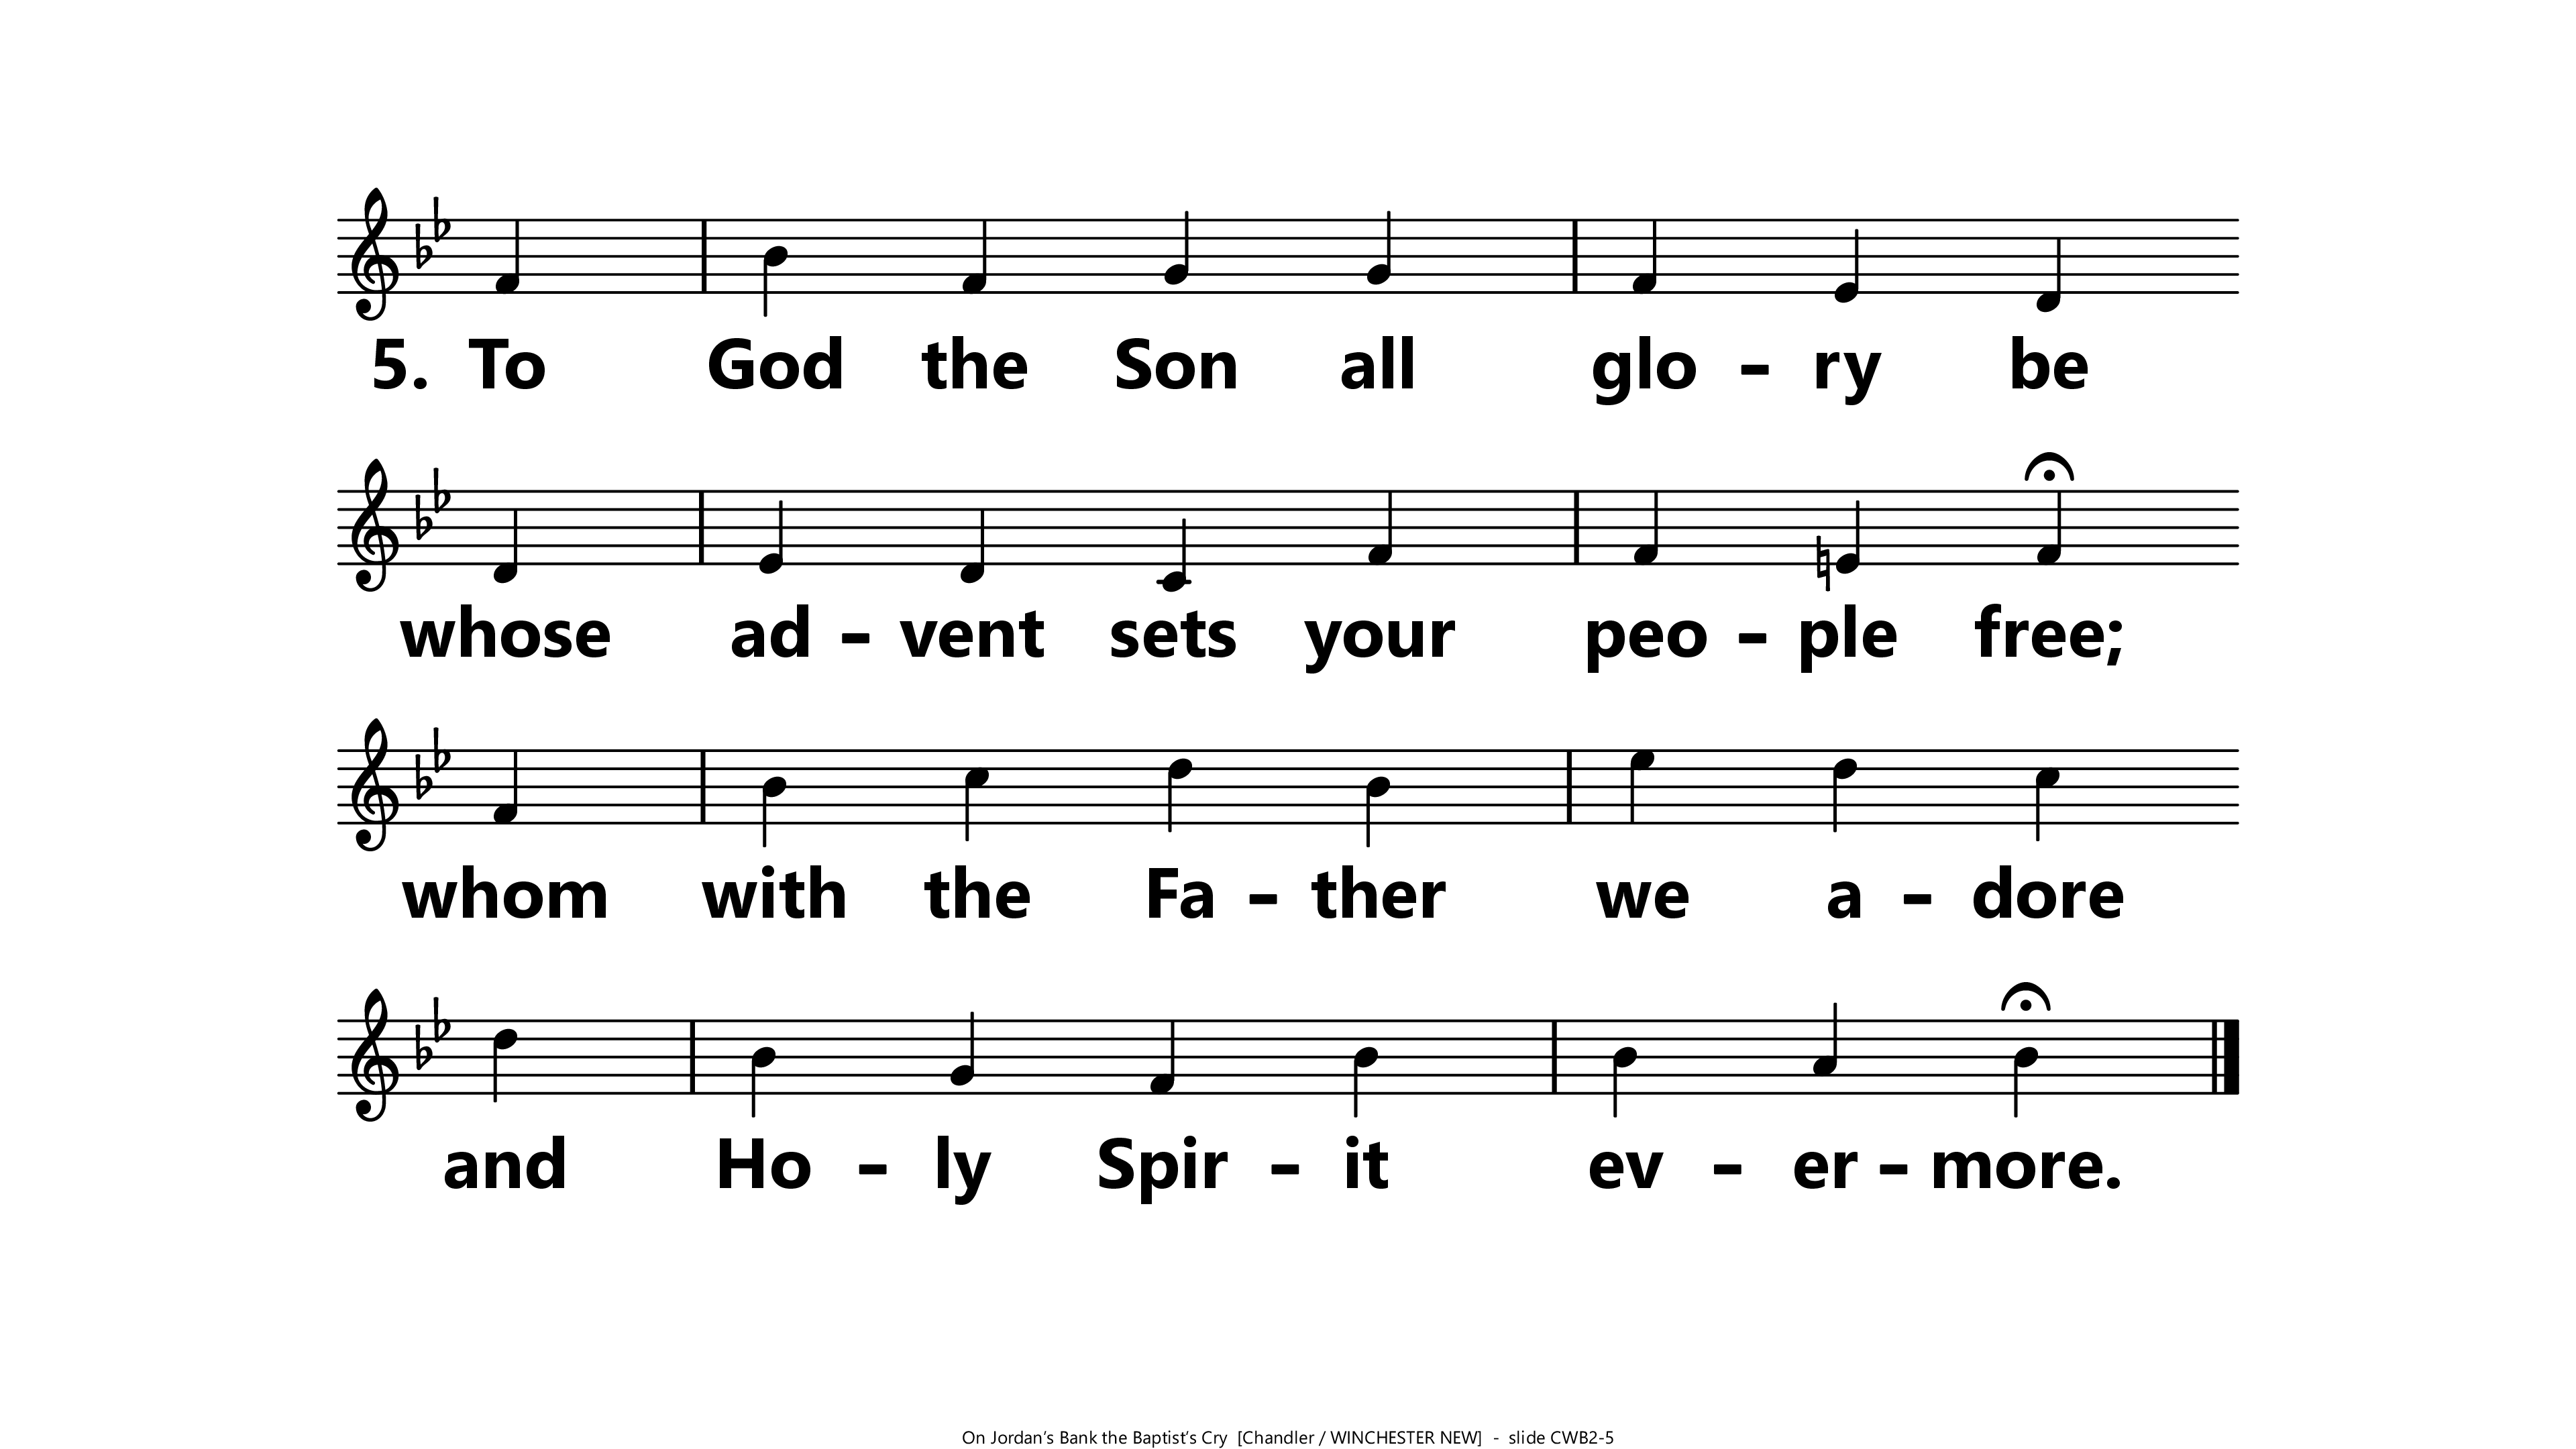 5. To God the Son all glo - ry be
whose ad - vent sets your peo - ple free;
whom with the Fa - ther we a - dore
and Ho - ly Spir - it ev - er - more.
On Jordan’s Bank the Baptist’s Cry [Chandler / WINCHESTER NEW] - slide CWB2-5